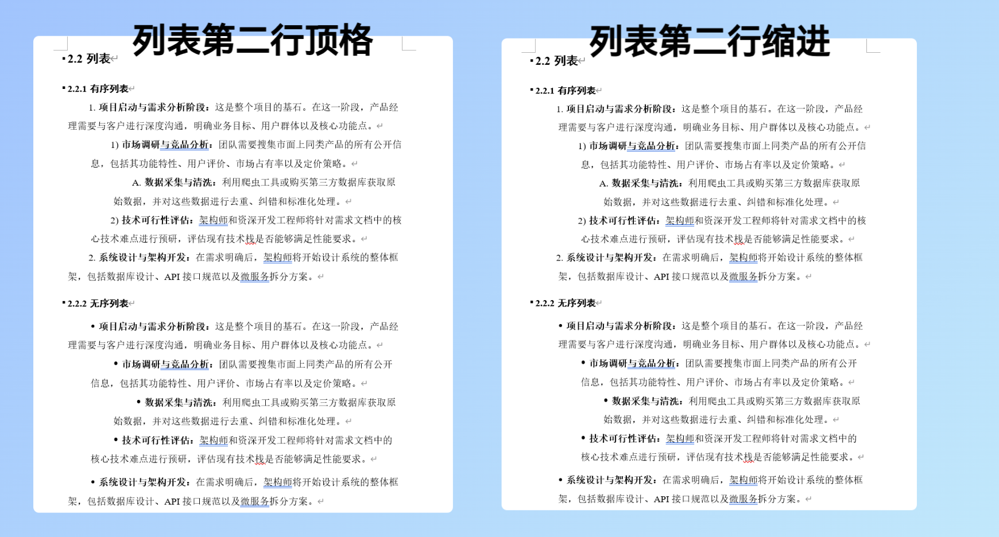 列表第二行顶格
2.2 列表
2.2.1 有序列表
1. 项目启动与需求分析阶段：这是整个项目的基石。在这一阶段，产品经
理需要与客户进行深度沟通，明确业务目标、用户群体以及核心功能点。
1) 市场调研与竞品分析：团队需要搜集市面上同类产品的所有公开信
息，包括其功能特性、用户评价、市场占有率以及定价策略。
A. 数据采集与清洗：利用爬虫工具或购买第三方数据库获取原
始数据，并对这些数据进行去重、纠错和标准化处理。
2) 技术可行性评估：架构师和资深开发工程师将针对需求文档中的核
心技术难点进行预研，评估现有技术栈是否能够满足性能要求。
2. 系统设计与架构开发：在需求明确后，架构师将开始设计系统的整体框
架，包括数据库设计、API 接口规范以及微服务拆分方案。
2.2.2 无序列表
• 项目启动与需求分析阶段：这是整个项目的基石。在这一阶段，产品经
理需要与客户进行深度沟通，明确业务目标、用户群体以及核心功能点。
• 市场调研与竞品分析：团队需要搜集市面上同类产品的所有公开
信息，包括其功能特性、用户评价、市场占有率以及定价策略。
• 数据采集与清洗：利用爬虫工具或购买第三方数据库获取原
始数据，并对这些数据进行去重、纠错和标准化处理。
• 技术可行性评估：架构师和资深开发工程师将针对需求文档中的
核心技术难点进行预研，评估现有技术栈是否能够满足性能要求。
• 系统设计与架构开发：在需求明确后，架构师将开始设计系统的整体框
架，包括数据库设计、API 接口规范以及微服务拆分方案。
列表第二行缩进
2.2 列表
2.2.1 有序列表
1. 项目启动与需求分析阶段：这是整个项目的基石。在这一阶段，产品经
理需要与客户进行深度沟通，明确业务目标、用户群体以及核心功能点。
1) 市场调研与竞品分析：团队需要搜集市面上同类产品的所有公开信
息，包括其功能特性、用户评价、市场占有率以及定价策略。
A. 数据采集与清洗：利用爬虫工具或购买第三方数据库获取原
始数据，并对这些数据进行去重、纠错和标准化处理。
2) 技术可行性评估：架构师和资深开发工程师将针对需求文档中的核
心技术难点进行预研，评估现有技术栈是否能够满足性能要求。
2. 系统设计与架构开发：在需求明确后，架构师将开始设计系统的整体框
架，包括数据库设计、API 接口规范以及微服务拆分方案。
2.2.2 无序列表
• 项目启动与需求分析阶段：这是整个项目的基石。在这一阶段，产品经
理需要与客户进行深度沟通，明确业务目标、用户群体以及核心功能点。
• 市场调研与竞品分析：团队需要搜集市面上同类产品的所有公开
信息，包括其功能特性、用户评价、市场占有率以及定价策略。
• 数据采集与清洗：利用爬虫工具或购买第三方数据库获取原
始数据，并对这些数据进行去重、纠错和标准化处理。
• 技术可行性评估：架构师和资深开发工程师将针对需求文档中的
核心技术难点进行预研，评估现有技术栈是否能够满足性能要求。
• 系统设计与架构开发：在需求明确后，架构师将开始设计系统的整体框
架，包括数据库设计、API 接口规范以及微服务拆分方案。